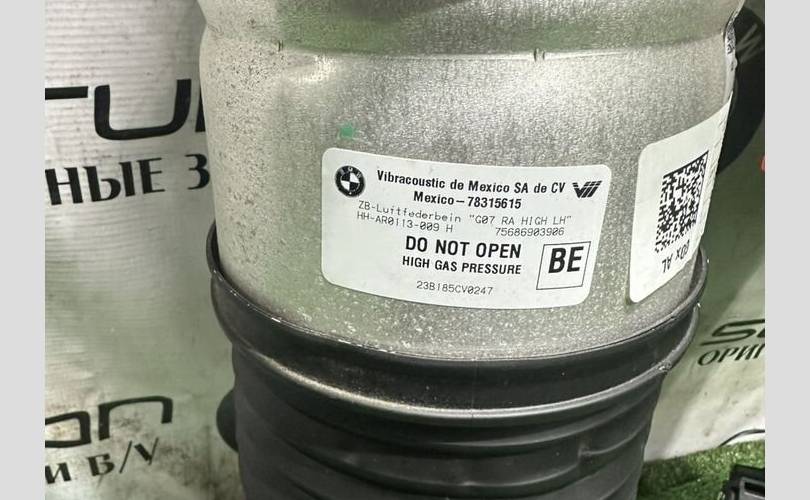 Vibracoustic de Mexico SA de CV
Mexico-78315615
ZB-Luftfederbein "G07 RA HIGH LH"
HH-AR0113-009 H 75686903906
DO NOT OPEN
HIGH GAS PRESSURE
BE
23B185CV0247
НЫЕ З
и Б/У
ОРИГ